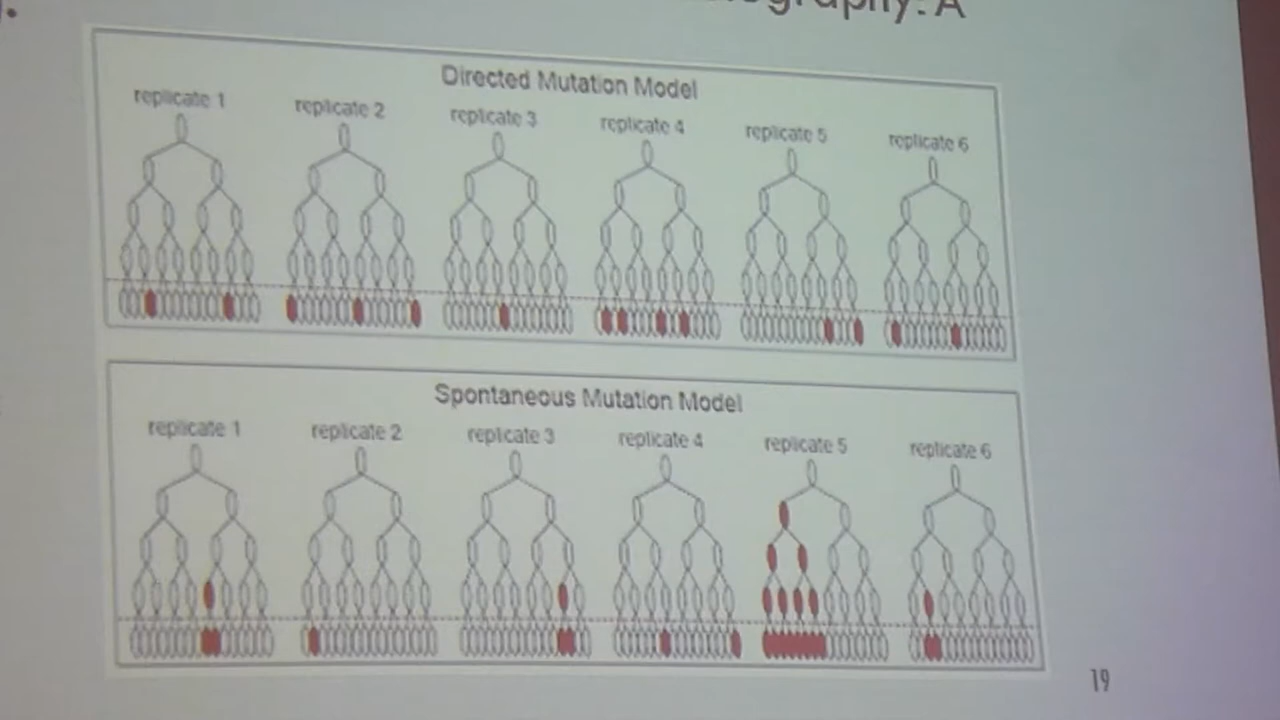 A
Directed Mutation Model
replicate 1 replicate 2 replicate 3 replicate 4 replicate 5 replicate 6
Spontaneous Mutation Model
replicate 1 replicate 2 replicate 3 replicate 4 replicate 5 replicate 6
19